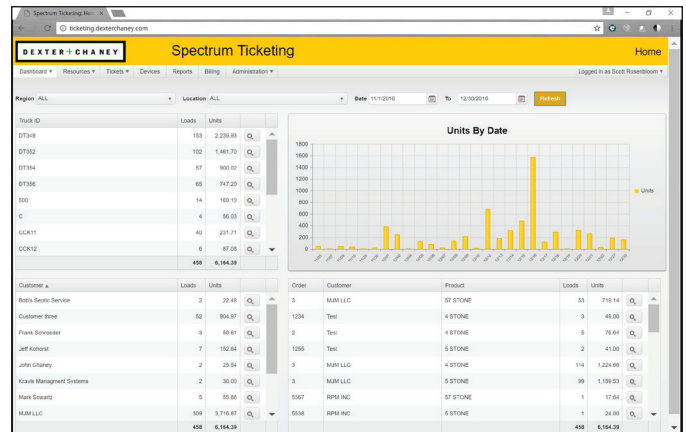 Spectrum Ticketing: Hom
ticketing.dexterchaney.com
DEXTER+CHANEY
Spectrum Ticketing
Home
Dashboard Resources Tickets Devices Reports Billing Administration Logged in as Scott Rosenbloom
Region ALL Location ALL Date 11/1/2016 To 12/30/2016 Refresh
Truck ID Loads Units
DT349 153 2,239.93
DT352 102 1,461.70
DT354 57 900.02
DT356 65 747.20
500 14 169.19
C 4 56.03
CCK11 40 231.71
CCK12 6 87.08
458 6,164.39
Units By Date
1800
1600
1400
1200
1000
800
600
400
200
0
Units
Customer Loads Units
Bob's Septic Service 2 22.48
Customer three 52 804.97
Frank Schroeder 3 50.61
Jeff Kohorst 7 152.64
John Chaney 2 25.54
Kravis Managment Systems 2 30.00
Mark Scwartz 5 55.88
MJM LLC 309 3,716.87
458 6,164.39
Order Customer Product Loads Units
3 MJM LLC 57 STONE 53 718.14
1234 Test 4 STONE 3 48.00
2 Test 4 STONE 5 76.64
1255 Test 5 STONE 2 41.00
3 MJM LLC 4 STONE 114 1,224.66
3 MJM LLC 5 STONE 99 1,159.53
5367 RPM INC 57 STONE 1 17.64
5538 RPM INC 5 STONE 1 24.00
458 6,164.39